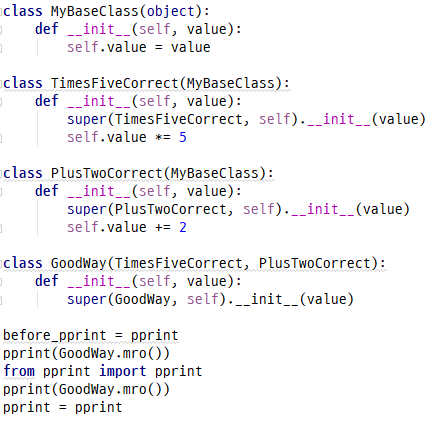 class MyBaseClass(object):
    def __init__(self, value):
        self.value = value

class TimesFiveCorrect(MyBaseClass):
    def __init__(self, value):
        super(TimesFiveCorrect, self).__init__(value)
        self.value *= 5

class PlusTwoCorrect(MyBaseClass):
    def __init__(self, value):
        super(PlusTwoCorrect, self).__init__(value)
        self.value += 2

class GoodWay(TimesFiveCorrect, PlusTwoCorrect):
    def __init__(self, value):
        super(GoodWay, self).__init__(value)

before_pprint = pprint
pprint(GoodWay.mro())
from pprint import pprint
pprint(GoodWay.mro())
pprint = pprint